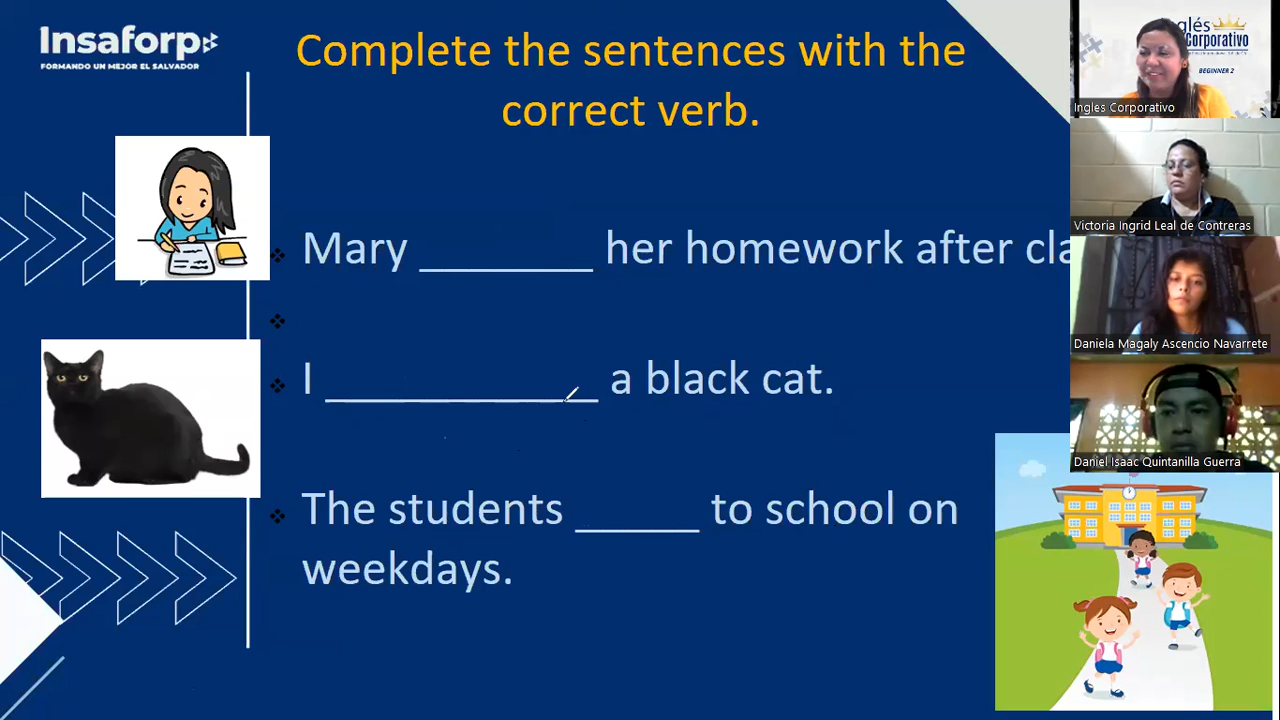 Insaforp
FORMANDO UN MEJOR EL SALVADOR
Complete the sentences with the
correct verb.
Mary ________ her homework after cla
I ____________ a black cat.
The students _____ to school on
weekdays.
glés
Corporativo
BEGINNER 2
Ingles Corporativo
Victoria Ingrid Leal de Contreras
Daniela Magaly Ascencio Navarrete
Daniel Isaac Quintanilla Guerra